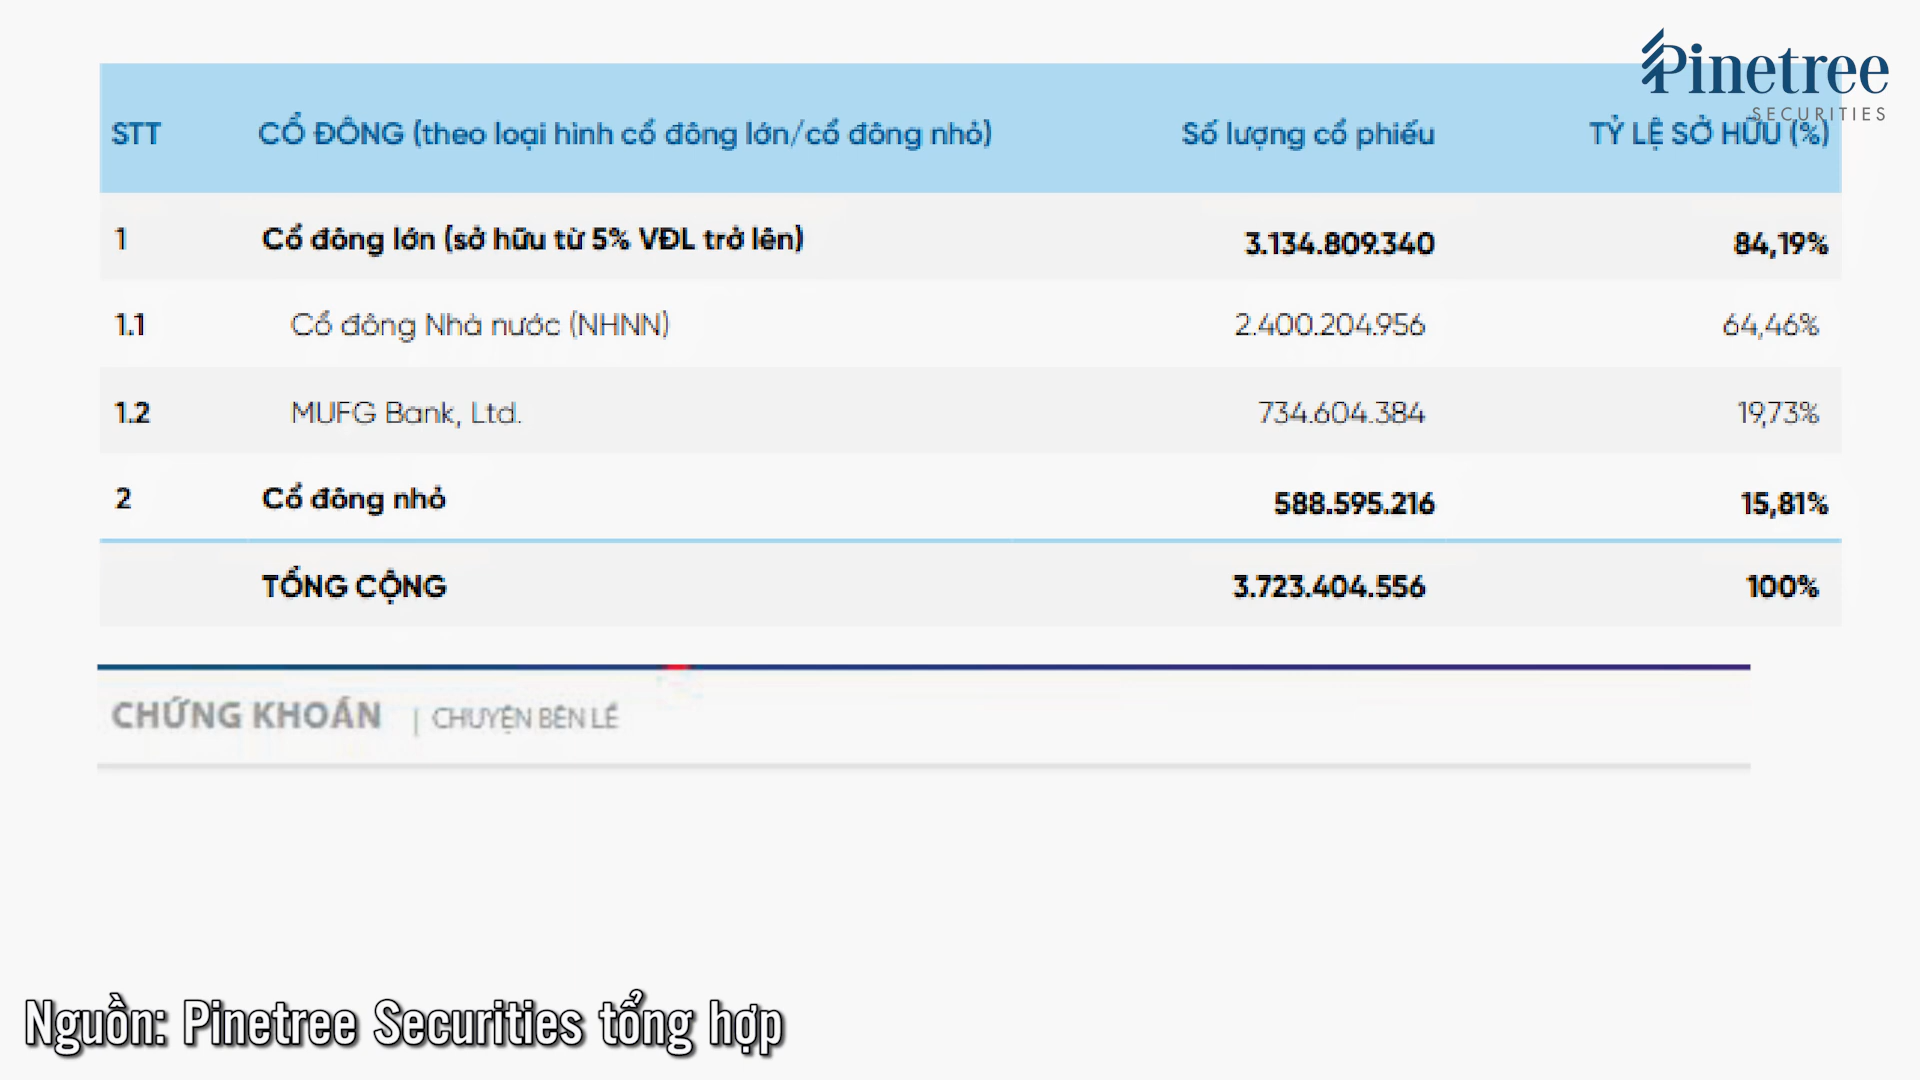 Pinetree
SECURITIES
STT CỔ ĐÔNG (theo loại hình cổ đông lớn/cổ đông nhỏ) Số lượng cổ phiếu TỶ LỆ SỞ HỮU (%)
1 Cổ đông lớn (sở hữu từ 5% VĐL trở lên) 3.134.809.340 84,19%
1.1 Cổ đông Nhà nước (NHNN) 2.400.204.956 64,46%
1.2 MUFG Bank, Ltd. 734.604.384 19,73%
2 Cổ đông nhỏ 588.595.216 15,81%
TỔNG CỘNG 3.723.404.556 100%
CHỨNG KHOÁN | CHUYỆN BÊN LỀ
Nguồn: Pinetree Securities tổng hợp